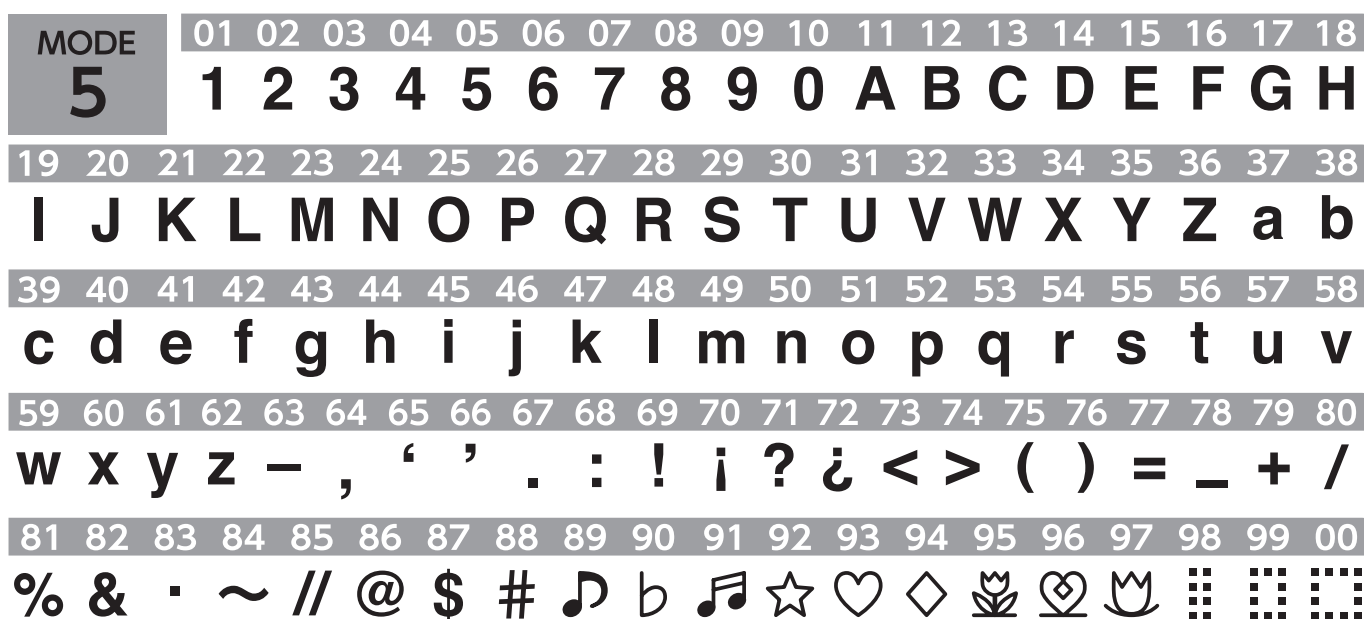 MODE
5
01 02 03 04 05 06 07 08 09 10 11 12 13 14 15 16 17 18
1 2 3 4 5 6 7 8 9 0 A B C D E F G H
19 20 21 22 23 24 25 26 27 28 29 30 31 32 33 34 35 36 37 38
I J K L M N O P Q R S T U V W X Y Z a b
39 40 41 42 43 44 45 46 47 48 49 50 51 52 53 54 55 56 57 58
c d e f g h i j k l m n o p q r s t u v
59 60 61 62 63 64 65 66 67 68 69 70 71 72 73 74 75 76 77 78 79 80
w x y z – , ‘ ’ . : ! ¡ ? ¿ < > ( ) = _ + /
81 82 83 84 85 86 87 88 89 90 91 92 93 94 95 96 97 98 99 00
% & · ~ // @ $ # ♪ ♭ ♫ ☆ ♡ ◇